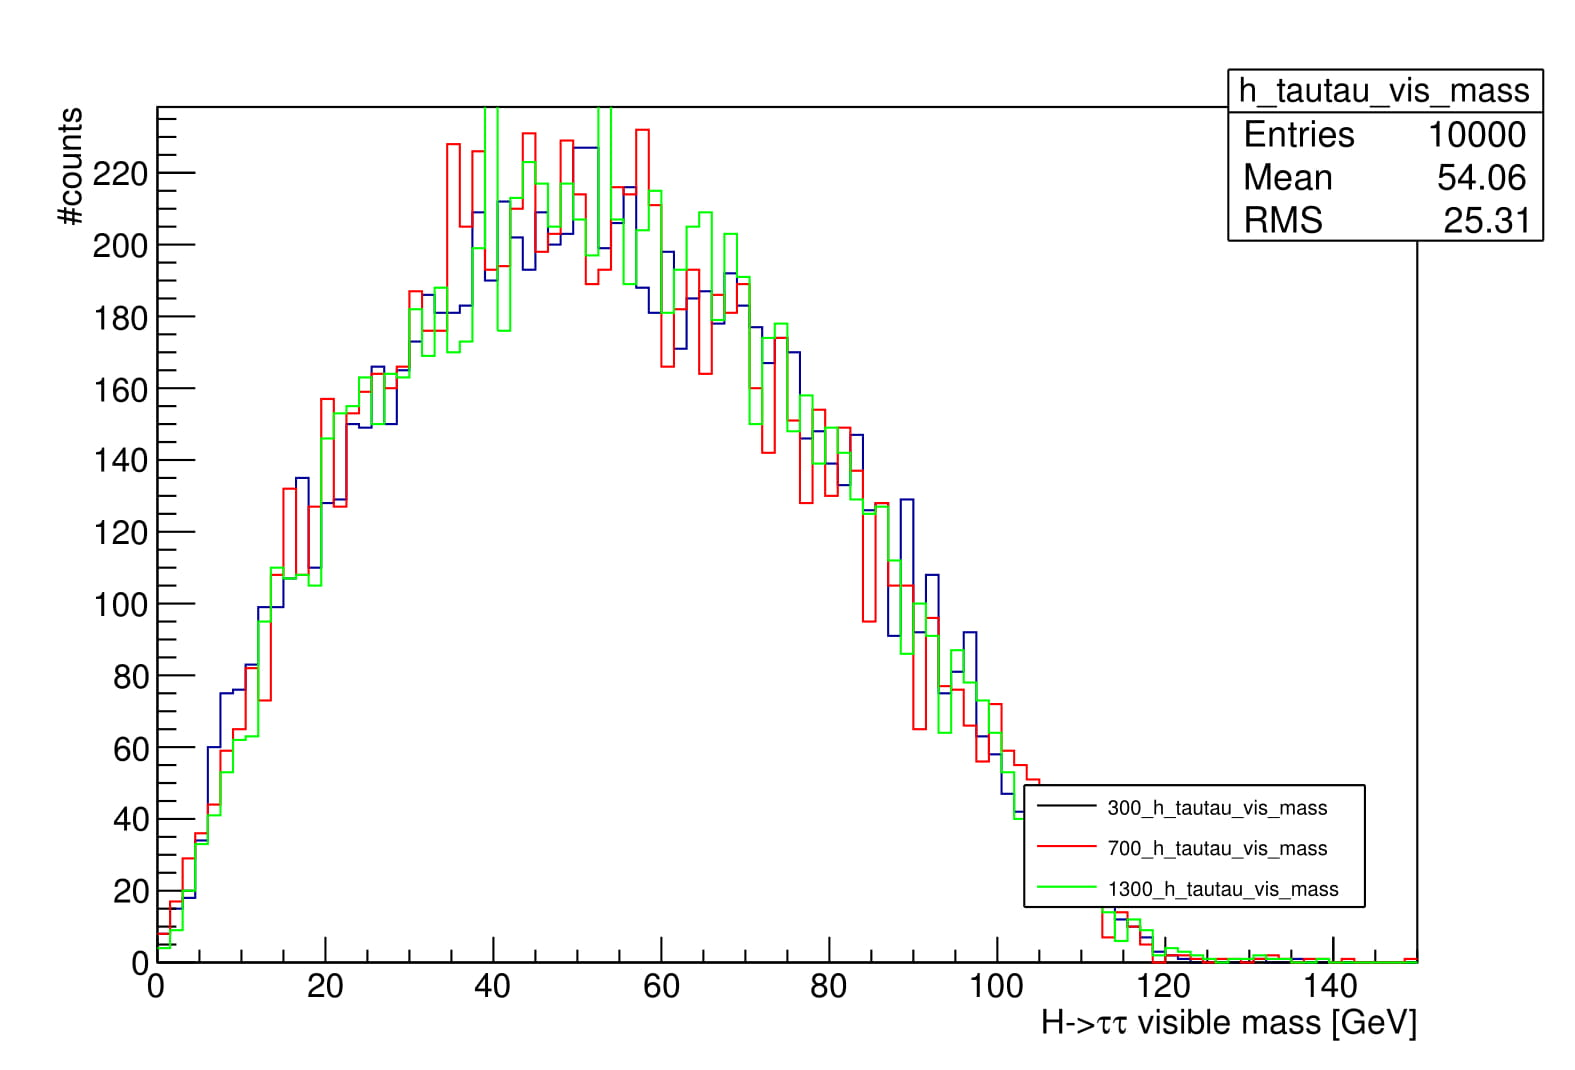 h_tautau_vis_mass
Entries 10000
Mean 54.06
RMS 25.31
#counts
220
200
180
160
140
120
100
80
60
40
20
0
300_h_tautau_vis_mass
700_h_tautau_vis_mass
1300_h_tautau_vis_mass
0 20 40 60 80 100 120 140
H->ττ visible mass [GeV]